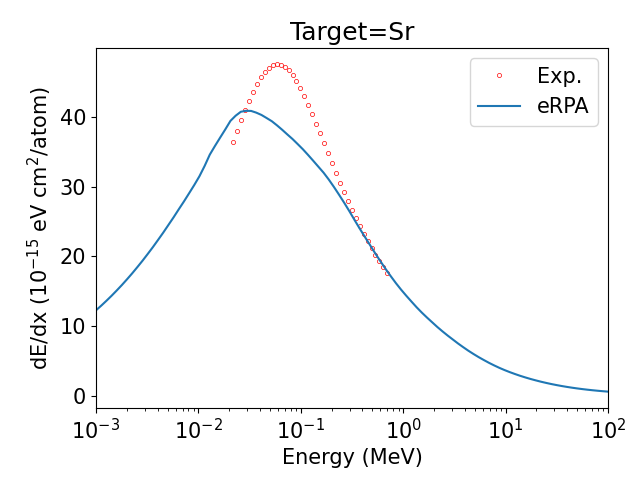 Target=Sr
Exp.
eRPA
dE/dx (10⁻¹⁵ eV cm²/atom)
40
30
20
10
0
10⁻³ 10⁻² 10⁻¹ 10⁰ 10¹ 10²
Energy (MeV)